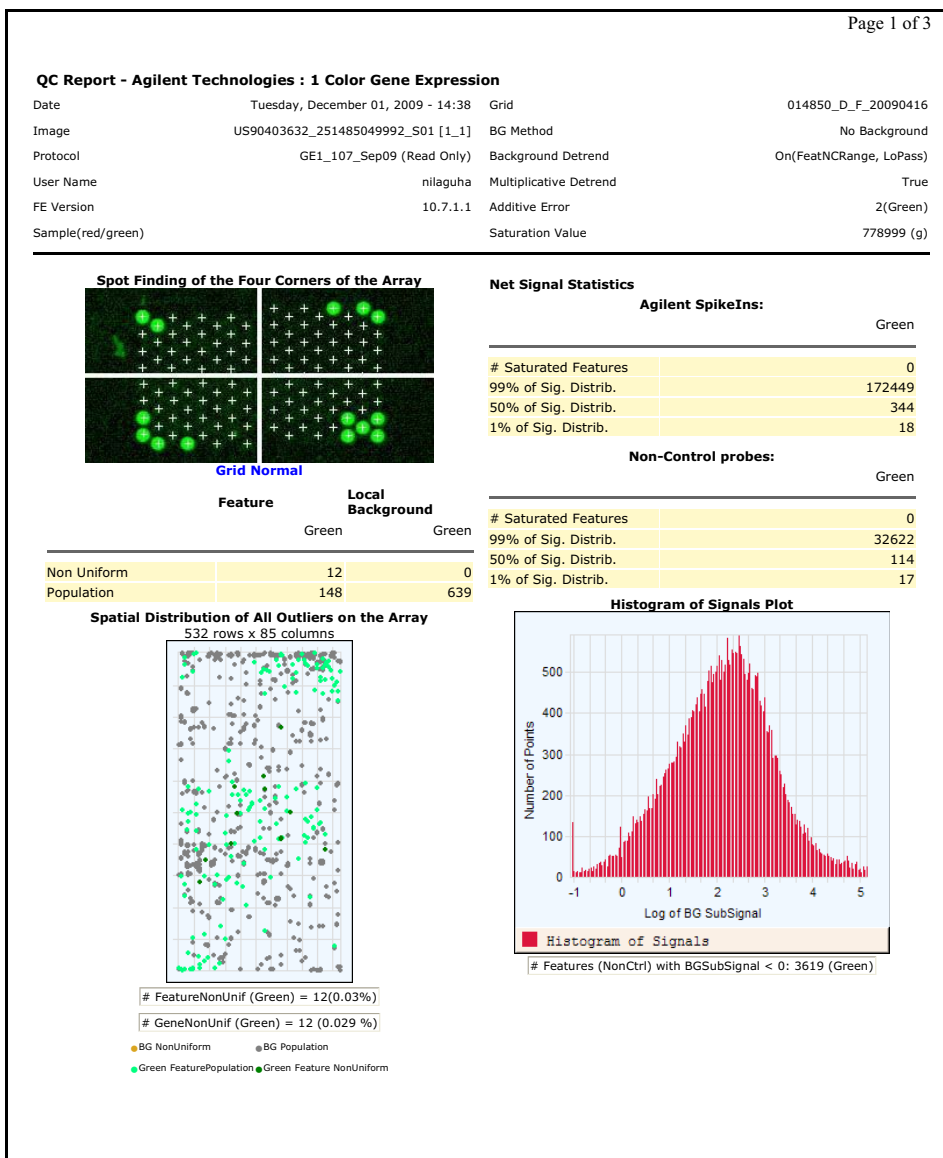 Page 1 of 3
QC Report - Agilent Technologies : 1 Color Gene Expression
Date Tuesday, December 01, 2009 - 14:38 Grid 014850_D_F_20090416
Image US90403632_251485049992_S01 [1_1] BG Method No Background
Protocol GE1_107_Sep09 (Read Only) Background Detrend On(FeatNCRange, LoPass)
User Name nilaguha Multiplicative Detrend True
FE Version 10.7.1.1 Additive Error 2(Green)
Sample(red/green) Saturation Value 778999 (g)
Spot Finding of the Four Corners of the Array
Grid Normal
Feature Local Background
Green Green
Non Uniform 12 0
Population 148 639
Spatial Distribution of All Outliers on the Array
532 rows x 85 columns
# FeatureNonUnif (Green) = 12(0.03%)
# GeneNonUnif (Green) = 12 (0.029 %)
BG NonUniform BG Population
Green FeaturePopulation Green Feature NonUniform
Net Signal Statistics
Agilent SpikeIns:
Green
# Saturated Features 0
99% of Sig. Distrib. 172449
50% of Sig. Distrib. 344
1% of Sig. Distrib. 18
Non-Control probes:
Green
# Saturated Features 0
99% of Sig. Distrib. 32622
50% of Sig. Distrib. 114
1% of Sig. Distrib. 17
Histogram of Signals Plot
Number of Points
500
400
300
200
100
0
-1 0 1 2 3 4 5
Log of BG SubSignal
Histogram of Signals
# Features (NonCtrl) with BGSubSignal < 0: 3619 (Green)